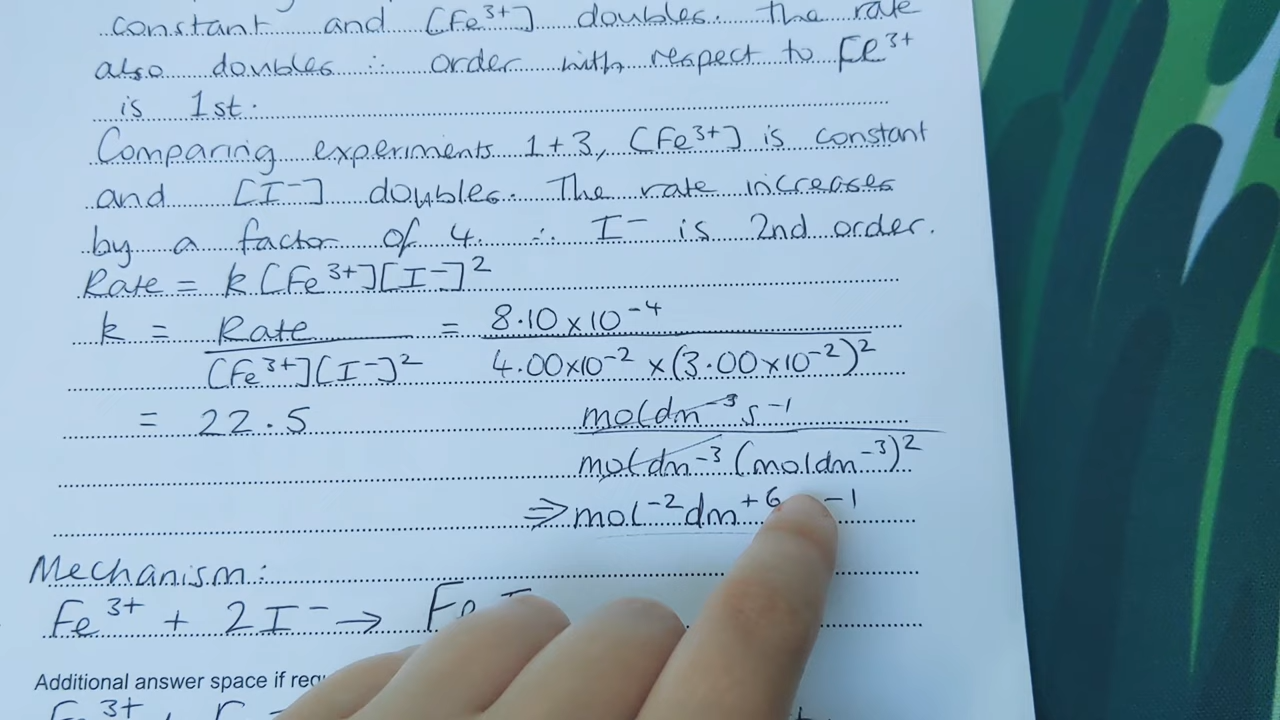 constant and [Fe³⁺] doubles. the rate
also doubles ∴ order with respect to Fe³⁺
is 1st.
Comparing experiments 1+3, [Fe³⁺] is constant
and [I⁻] doubles. The rate increases
by a factor of 4. ∴ I⁻ is 2nd order.
Rate = k[Fe³⁺][I⁻]²
k = Rate / [Fe³⁺][I⁻]² = 8.10×10⁻⁴ / 4.00×10⁻² × (3.00×10⁻²)²
= 22.5
moldm⁻³s⁻¹ / moldm⁻³(moldm⁻³)²
⇒ mol⁻²dm⁺⁶ ⁻¹
Mechanism:
Fe³⁺ + 2I⁻ →
Additional answer space if